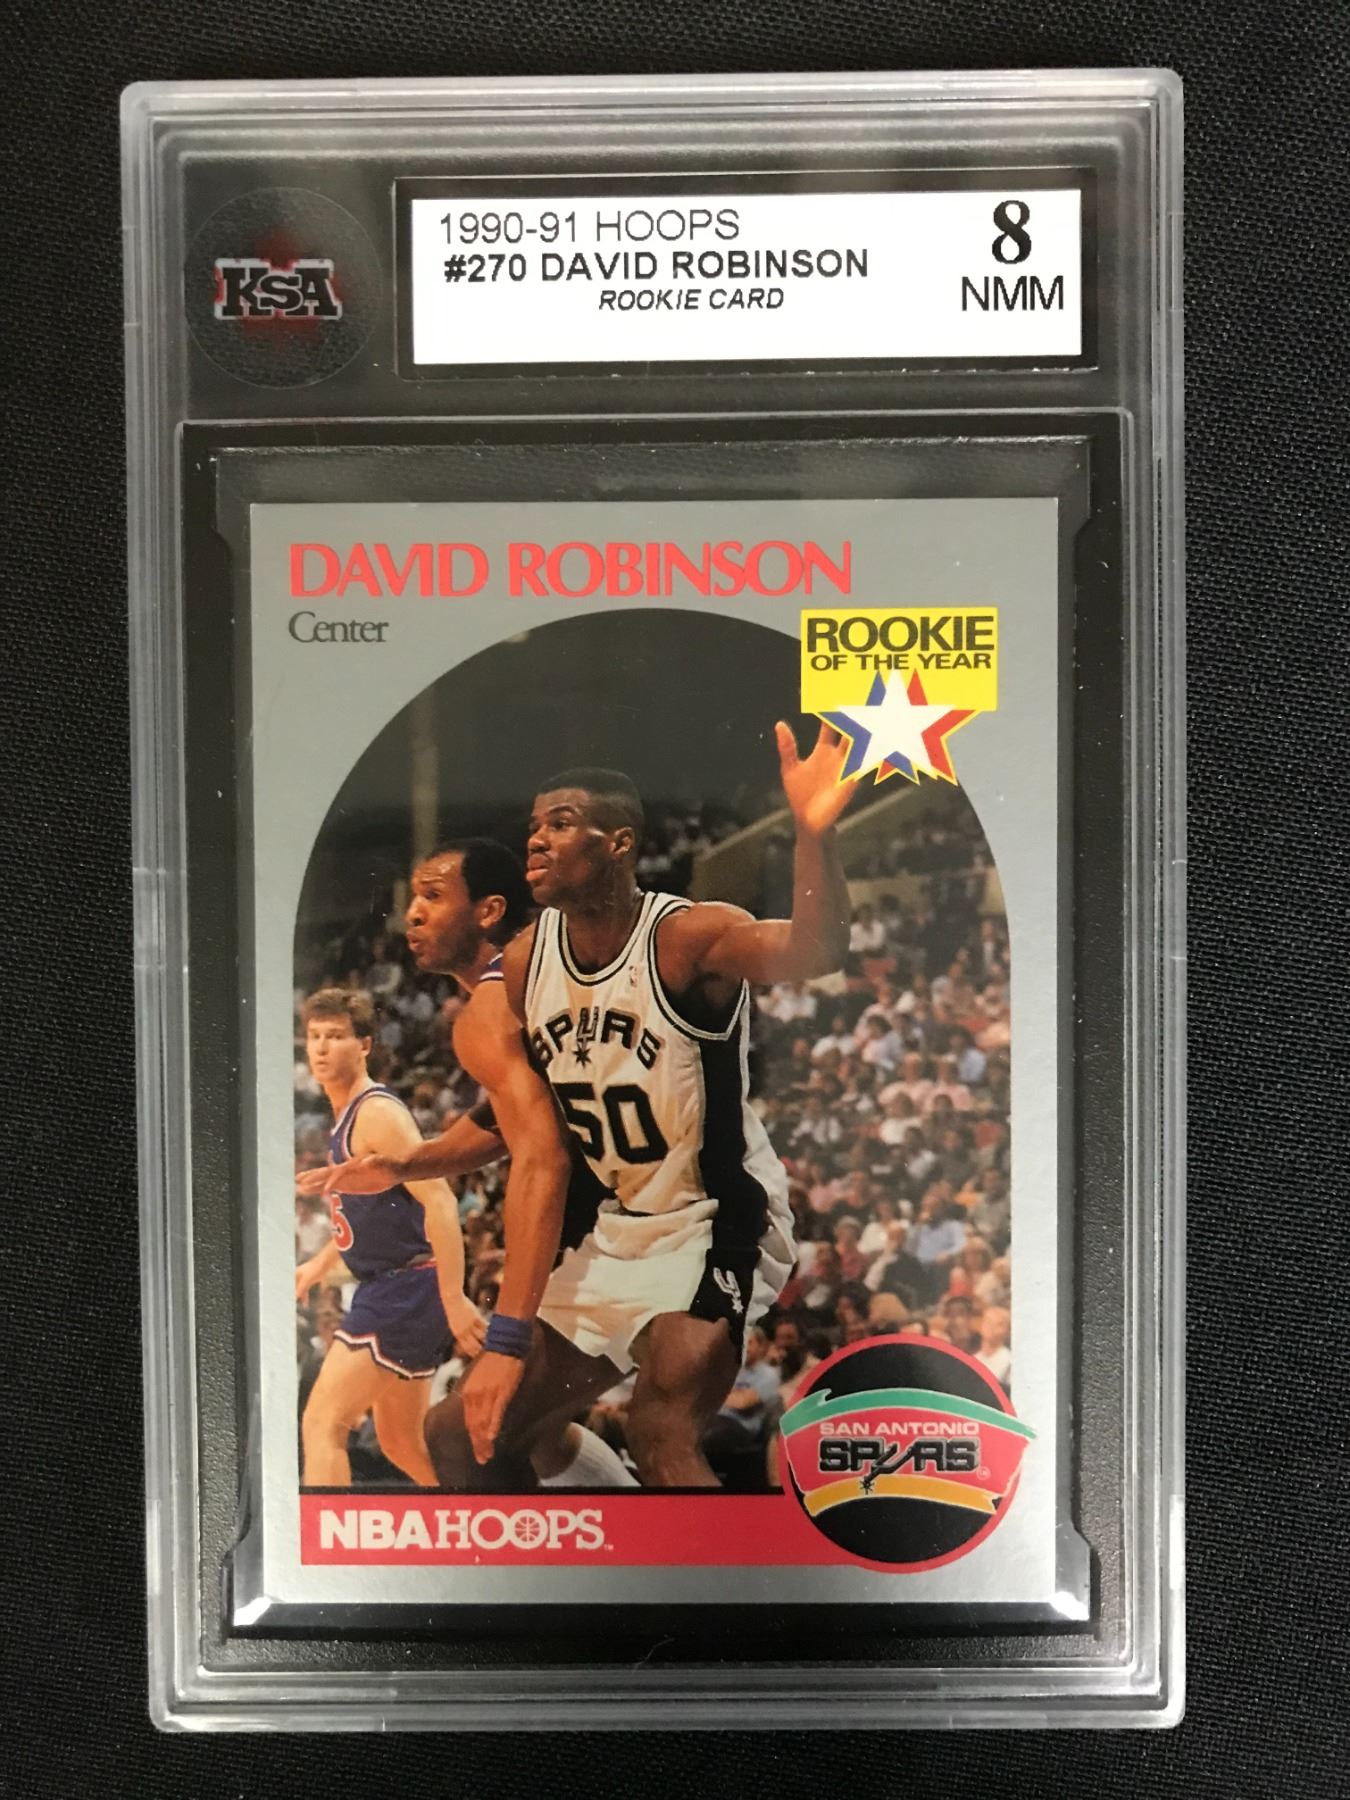 KSA
1990-91 HOOPS
#270 DAVID ROBINSON
ROOKIE CARD
8
NMM
DAVID ROBINSON
Center
ROOKIE
OF THE YEAR
SPURS
50
5
SAN ANTONIO
SPURS
NBA HOOPS